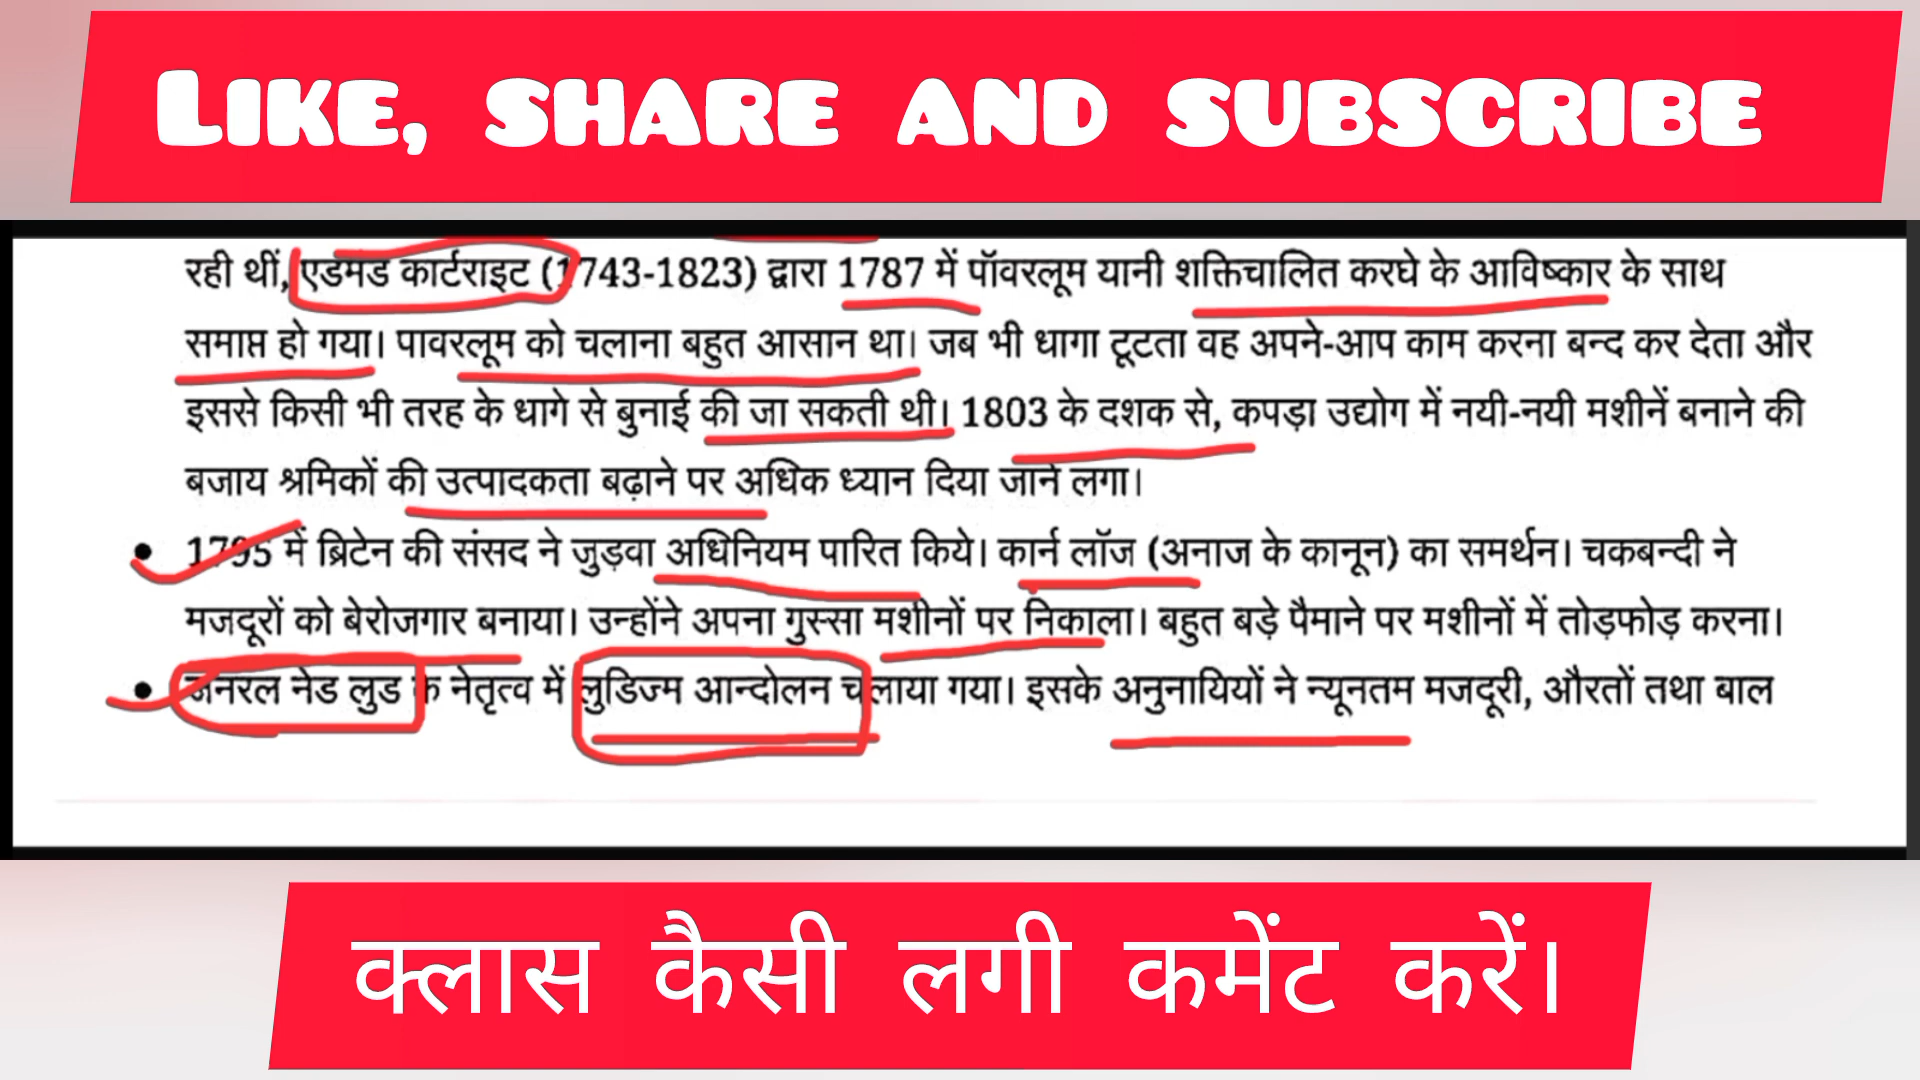 LIKE, SHARE AND SUBSCRIBE
रही थीं, एडमंड कार्टराइट (1743-1823) द्वारा 1787 में पॉवरलूम यानी शक्तिचालित करघे के आविष्कार के साथ
समाप्त हो गया। पावरलूम को चलाना बहुत आसान था। जब भी धागा टूटता वह अपने-आप काम करना बन्द कर देता और
इससे किसी भी तरह के धागे से बुनाई की जा सकती थी। 1803 के दशक से, कपड़ा उद्योग में नयी-नयी मशीनें बनाने की
बजाय श्रमिकों की उत्पादकता बढ़ाने पर अधिक ध्यान दिया जाने लगा।
• 1795 में ब्रिटेन की संसद ने जुड़वा अधिनियम पारित किये। कार्न लॉज (अनाज के कानून) का समर्थन। चकबन्दी ने
मजदूरों को बेरोजगार बनाया। उन्होंने अपना गुस्सा मशीनों पर निकाला। बहुत बड़े पैमाने पर मशीनों में तोड़फोड़ करना।
• जनरल नेड लुड के नेतृत्व में लुडिज्म आन्दोलन चलाया गया। इसके अनुनायियों ने न्यूनतम मजदूरी, औरतों तथा बाल
क्लास कैसी लगी कमेंट करें।